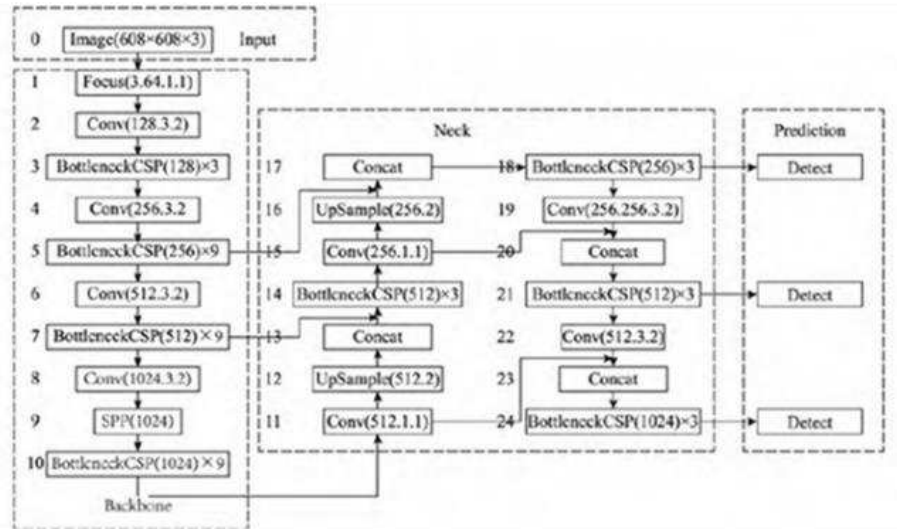 0 Image(608×608×3) Input
1 Focus(3.64.1.1)
2 Conv(128.3.2)
3 BottleneckCSP(128)×3
4 Conv(256.3.2
5 BottleneckCSP(256)×9
6 Conv(512.3.2)
7 BottleneckCSP(512)×9
8 Conv(1024.3.2)
9 SPP(1024)
10 BottleneckCSP(1024)×9
Backbone
Neck
17 Concat
16 UpSample(256.2)
15 Conv(256.1.1)
14 BottleneckCSP(512)×3
13 Concat
12 UpSample(512.2)
11 Conv(512.1.1)
18 BottleneckCSP(256)×3
19 Conv(256.256.3.2)
20 Concat
21 BottleneckCSP(512)×3
22 Conv(512.3.2)
23 Concat
24 BottleneckCSP(1024)×3
Prediction
Detect
Detect
Detect